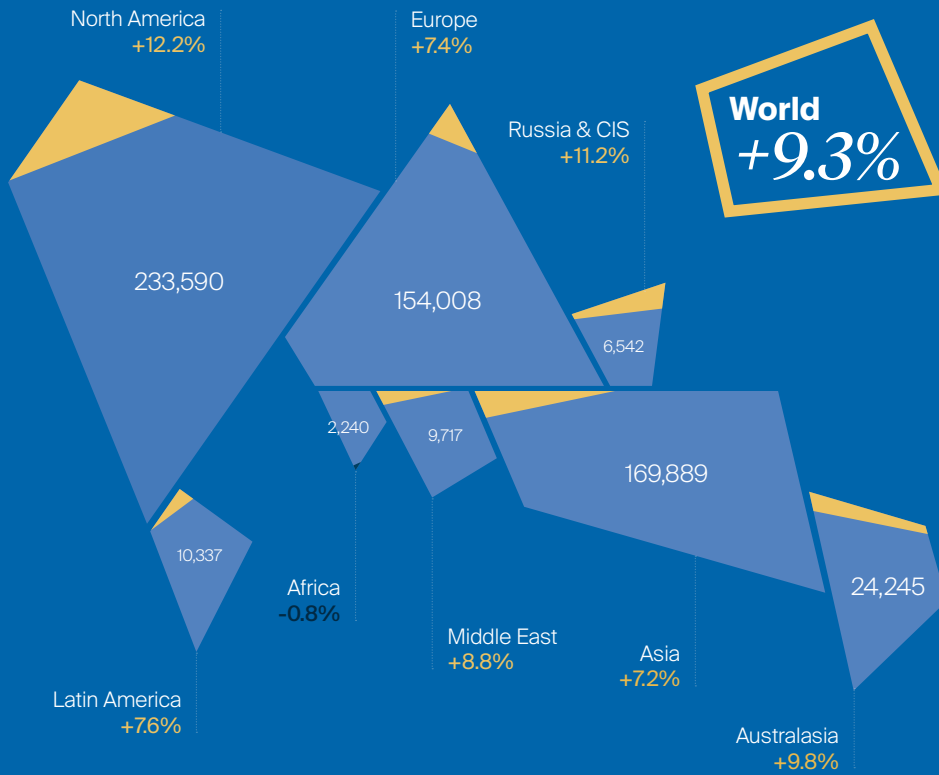 North America
+12.2%
Europe
+7.4%
World
+9.3%
Russia & CIS
+11.2%
233,590
154,008
6,542
2,240
9,717
169,889
10,337
24,245
Africa
-0.8%
Middle East
+8.8%
Asia
+7.2%
Latin America
+7.6%
Australasia
+9.8%